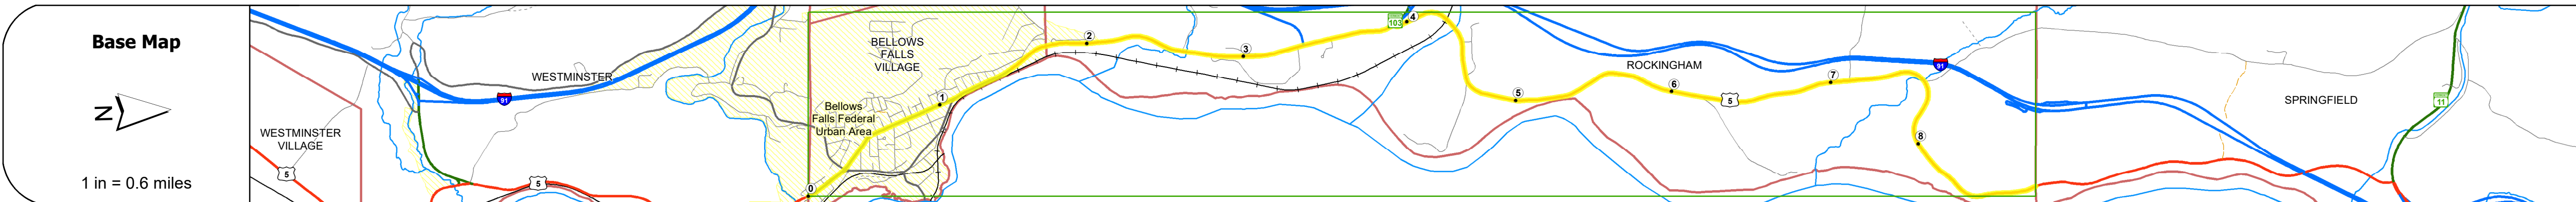 Base Map
N
1 in = 0.6 miles
WESTMINSTER
VILLAGE
5
91
WESTMINSTER
5
BELLOWS
FALLS
VILLAGE
Bellows
Falls Federal
Urban Area
0
1
2
3
103
4
5
6
ROCKINGHAM
5
7
8
91
SPRINGFIELD
11